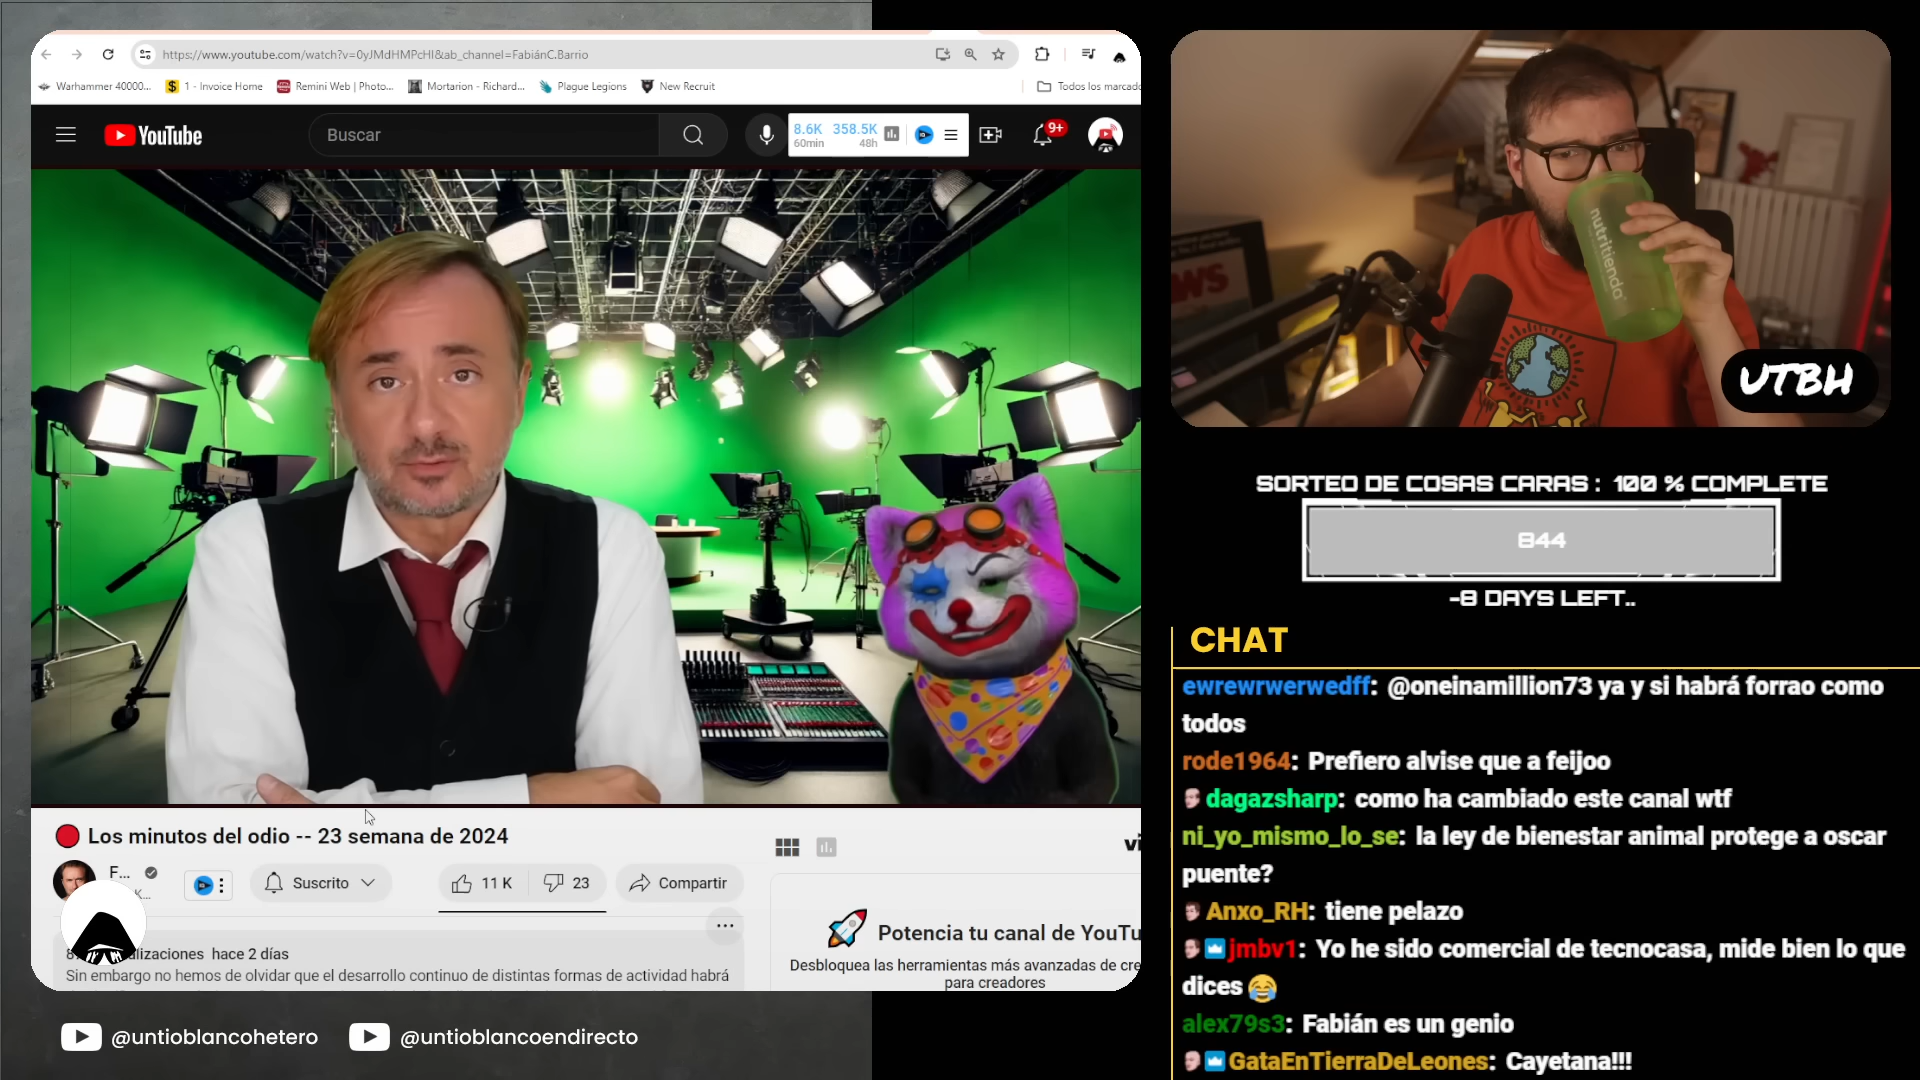 https://www.youtube.com/watch?v=0yJMdHMPcHI&ab_channel=FabiánC.Barrio
Warhammer 40000...
1 - Invoice Home
Remini Web | Photo...
Mortarion - Richard...
Plague Legions
New Recruit
Todos los marcado
YouTube
Buscar
8.6K 358.5K
60min 48h
9+
nutritienda
UTBH
SORTEO DE COSAS CARAS : 100 % COMPLETE
844
-8 DAYS LEFT..
CHAT
ewrewrwerwedff: @oneinamillion73 ya y si habrá forrao como
todos
rode1964: Prefiero alvise que a feijoo
dagazsharp: como ha cambiado este canal wtf
ni_yo_mismo_lo_se: la ley de bienestar animal protege a oscar
puente?
Anxo_RH: tiene pelazo
jmbv1: Yo he sido comercial de tecnocasa, mide bien lo que
dices
alex79s3: Fabián es un genio
GataEnTierraDeLeones: Cayetana!!!
Los minutos del odio -- 23 semana de 2024
F...
Suscrito
11 K
23
Compartir
...
lizaciones hace 2 días
Sin embargo no hemos de olvidar que el desarrollo continuo de distintas formas de actividad habrá
vi
Potencia tu canal de YouTu
Desbloquea las herramientas más avanzadas de cre
para creadores
@untioblancohetero
@untioblancoendirecto